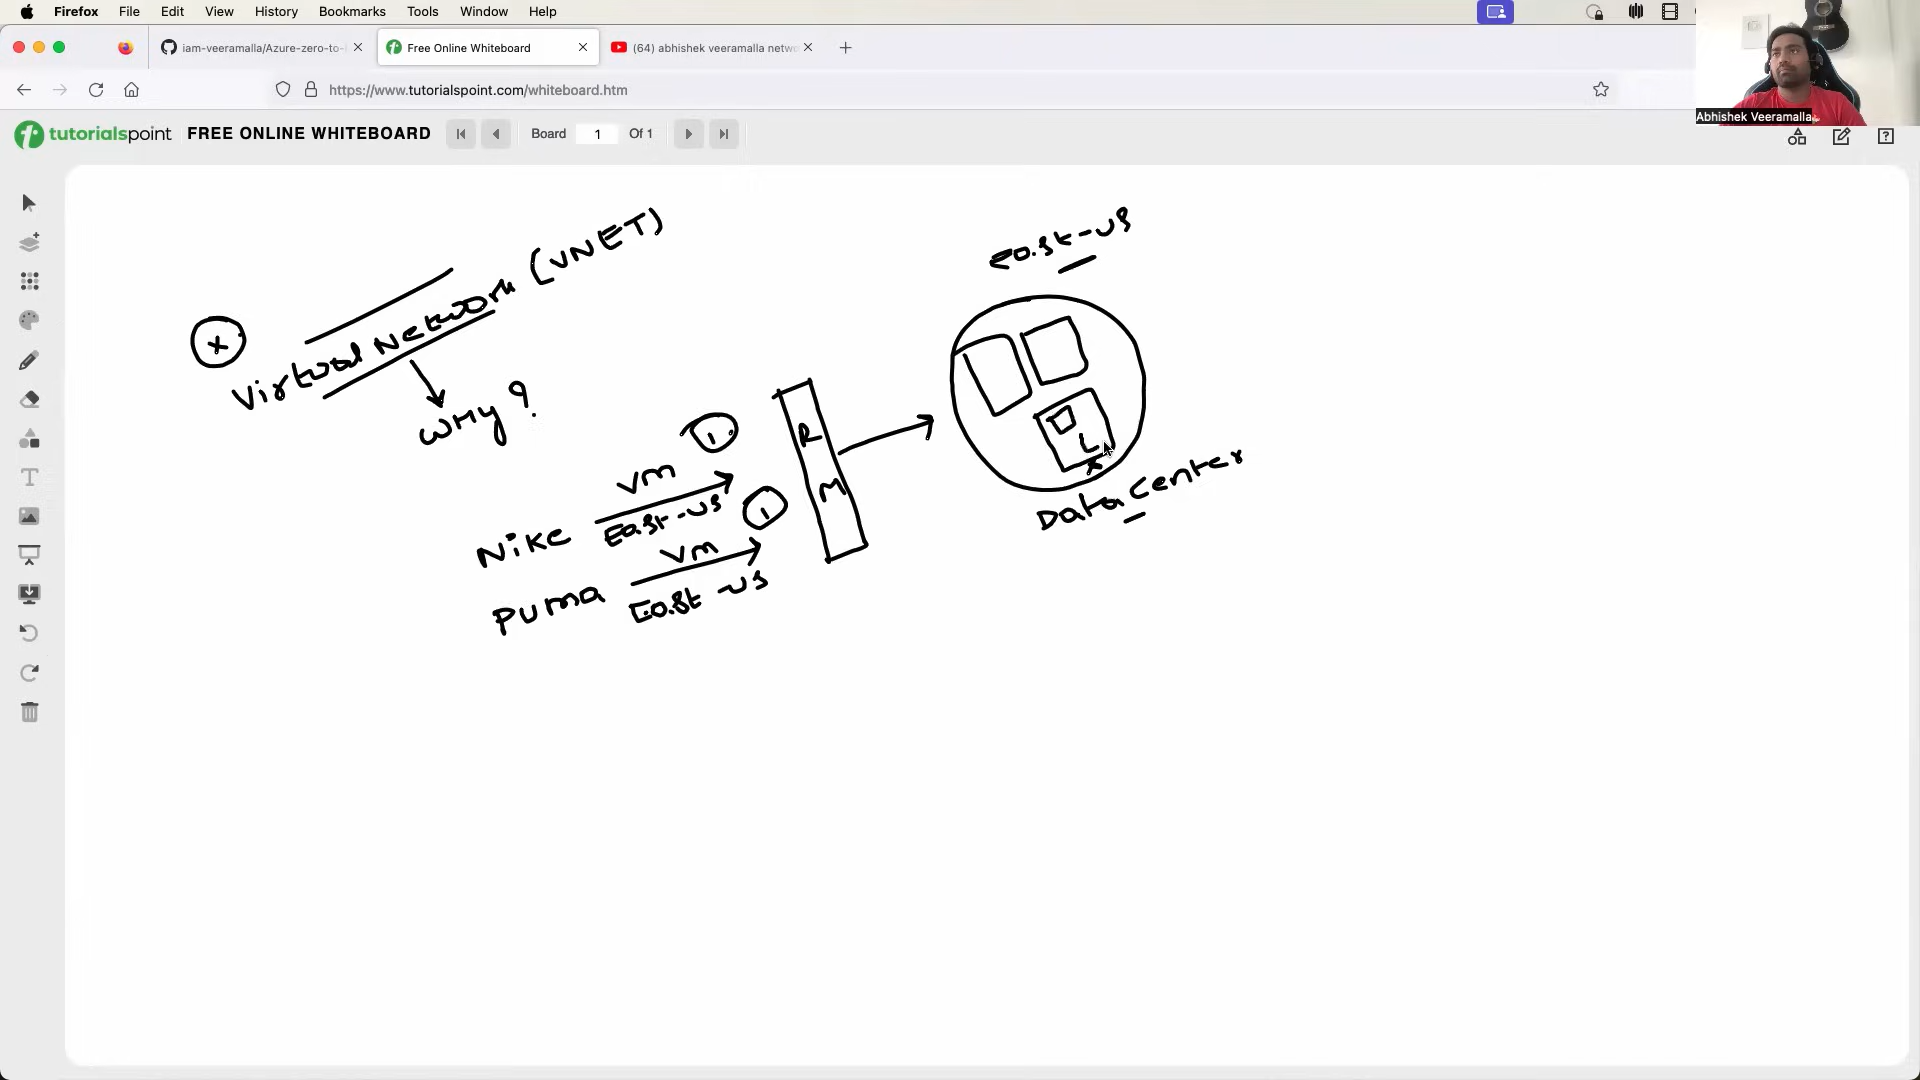 Firefox File Edit View History Bookmarks Tools Window Help
iam-veeramalla/Azure-zero-to-
Free Online Whiteboard
(64) abhishek veeramalla netw
https://www.tutorialspoint.com/whiteboard.htm
Abhishek Veeramalla
tutorialspoint FREE ONLINE WHITEBOARD Board 1 Of 1
Virtual Network (VNET)
x
WHY ?
East-US
1
R
M
L
x
Data Center
VM
Nike East-US
1
VM
Puma East-US
T